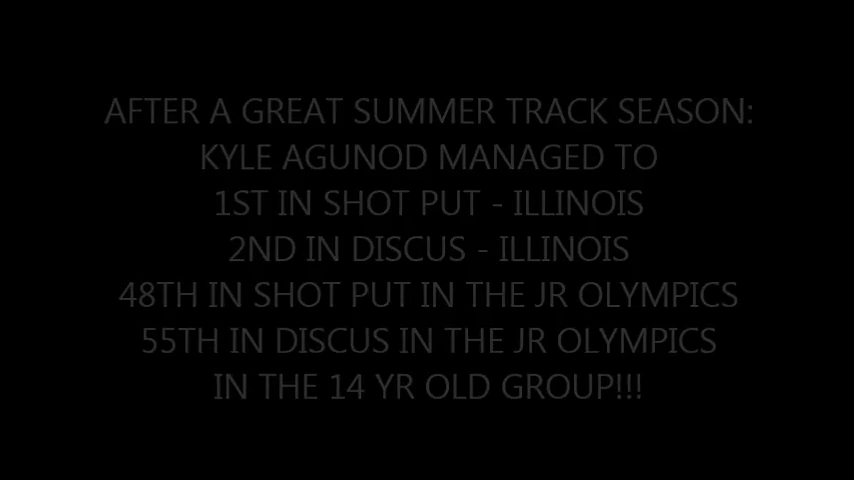 AFTER A GREAT SUMMER TRACK SEASON:
KYLE AGUNOD MANAGED TO
1ST IN SHOT PUT - ILLINOIS
2ND IN DISCUS - ILLINOIS
48TH IN SHOT PUT IN THE JR OLYMPICS
55TH IN DISCUS IN THE JR OLYMPICS
IN THE 14 YR OLD GROUP!!!